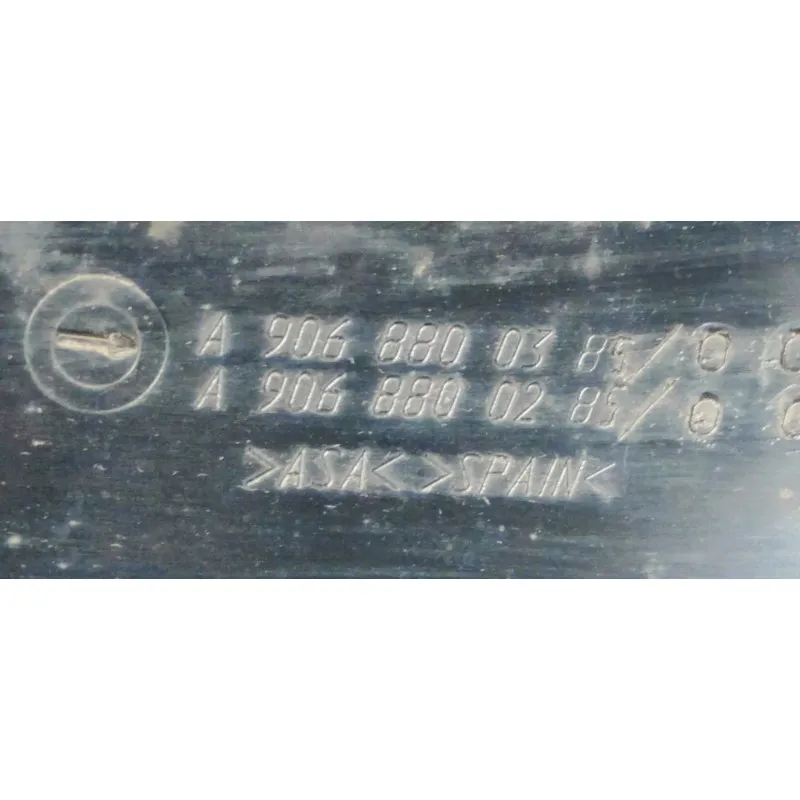 A 906 880 03 85/
A 906 880 02 85/
>ASA< >SPAIN<